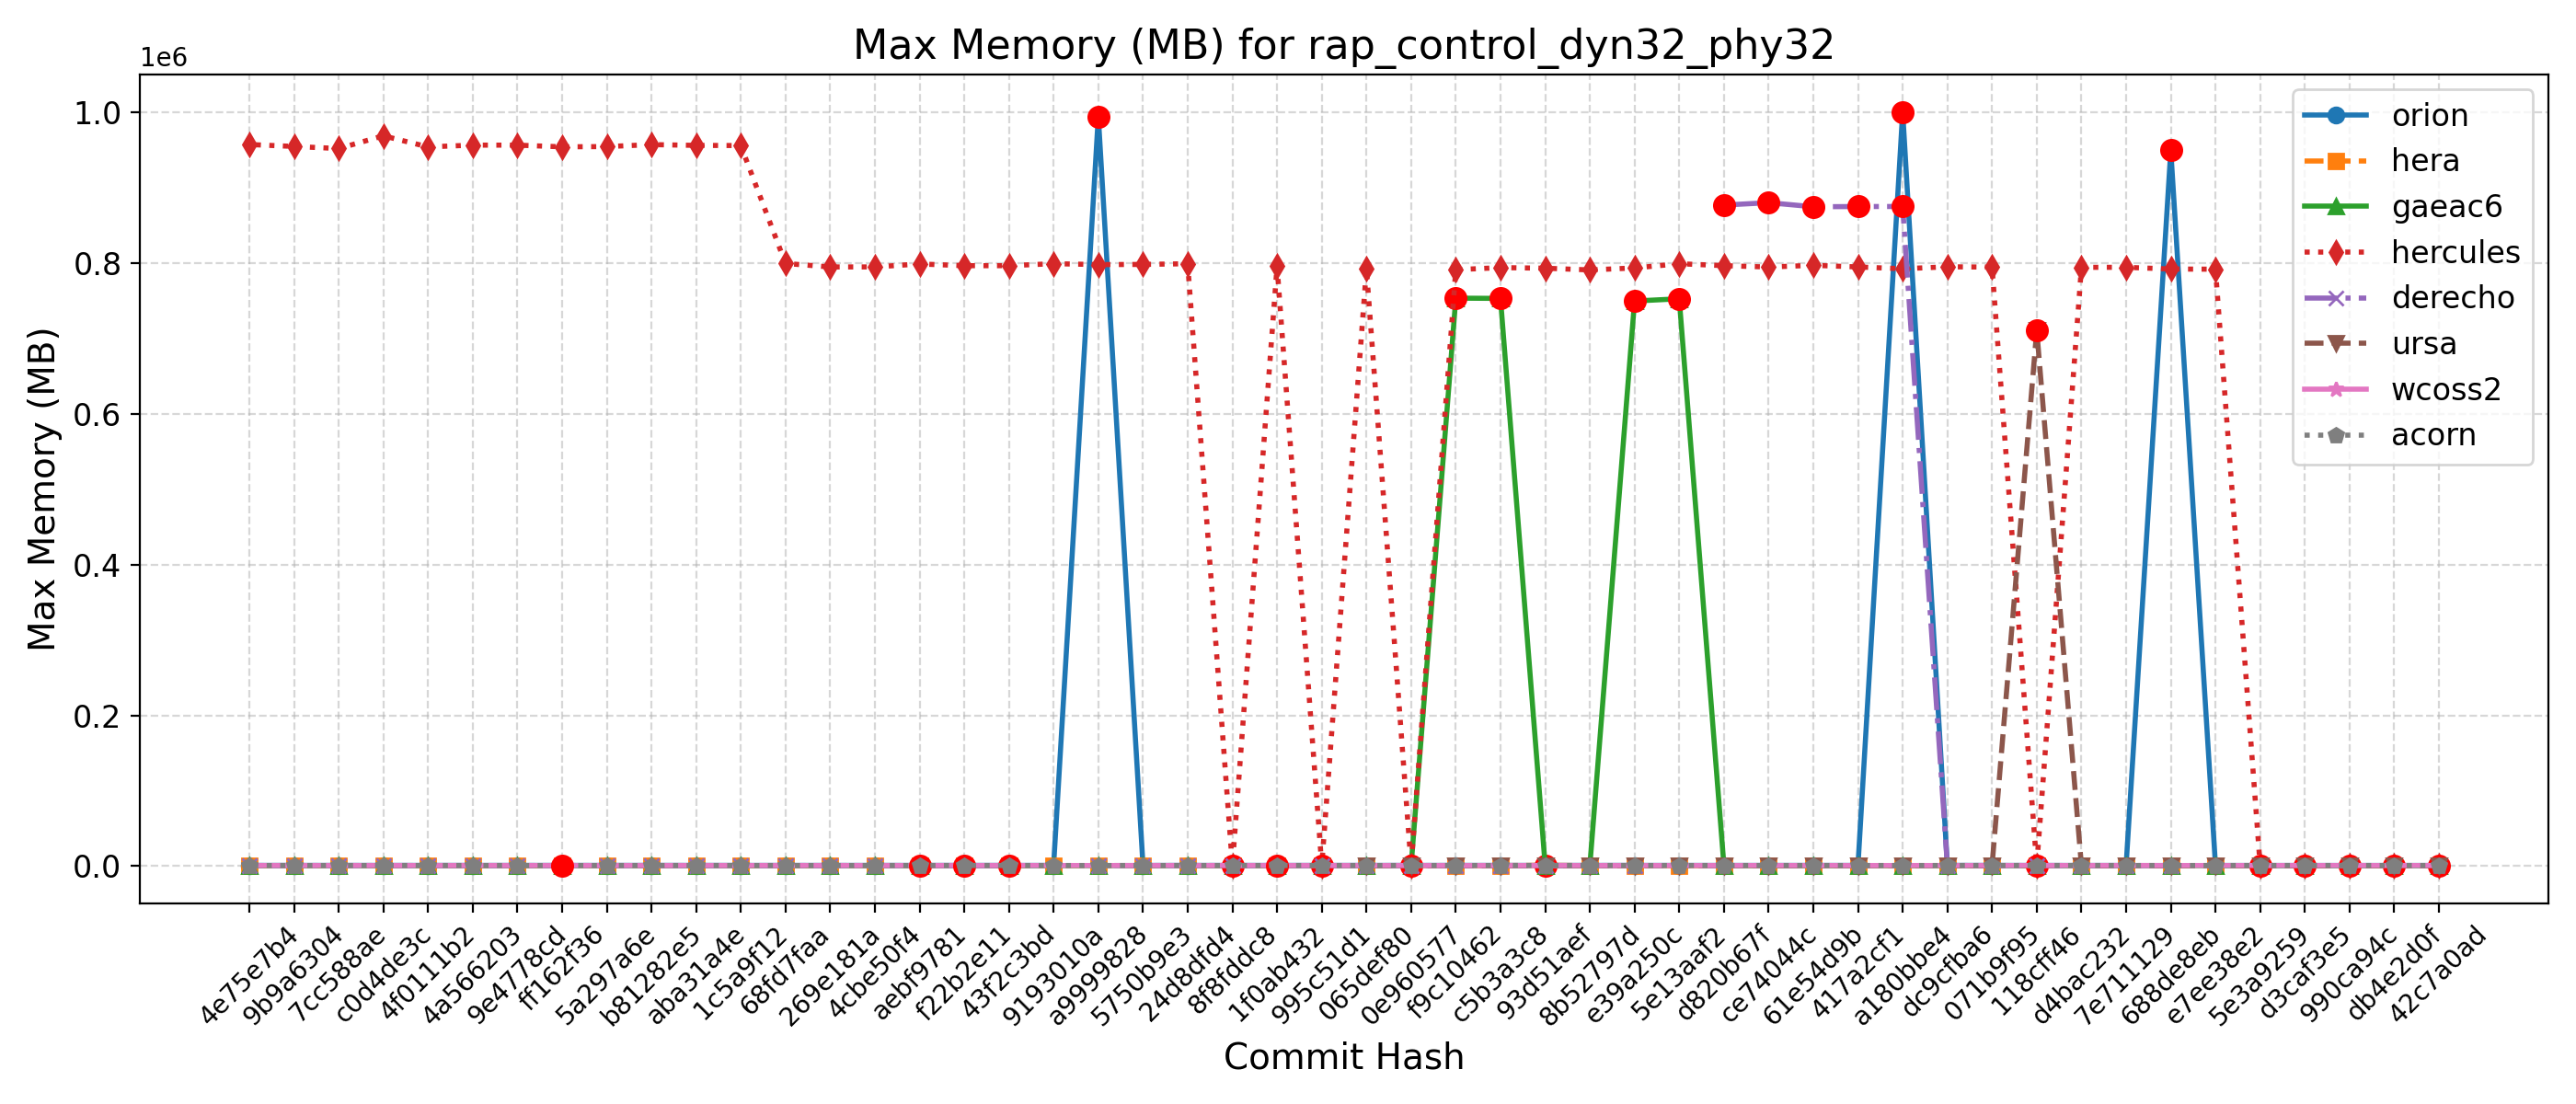 Max Memory (MB) for rap_control_dyn32_phy32
1e6
1.0
0.8
0.6
0.4
0.2
0.0
Max Memory (MB)
orion
hera
gaeac6
hercules
derecho
ursa
wcoss2
acorn
4e75e7b4
9b9a6304
7cc588ae
c0d4de3c
4f0111b2
4a566203
9e4778cd
ff162f36
5a297a6e
b81282e5
aba31a4e
1c5a9f12
68fd7faa
269e181a
4cbe50f4
aebf9781
f22b2e11
43f2c3bd
9193010a
a9999828
5750b9e3
24d8dfd4
8f8fddc8
1f0ab432
995c51d1
065def80
0e960577
f9c10462
c5b3a3c8
93d51aef
8b52797d
e39a250c
5e13aaf2
d820b67f
ce74044c
61e54d9b
417a2cf1
a180bbe4
dc9cfba6
071b9f95
118cff46
d4bac232
7e711129
688de8eb
e7ee38e2
5e3a9259
d3caf3e5
990ca94c
db4e2d0f
42c7a0ad
Commit Hash